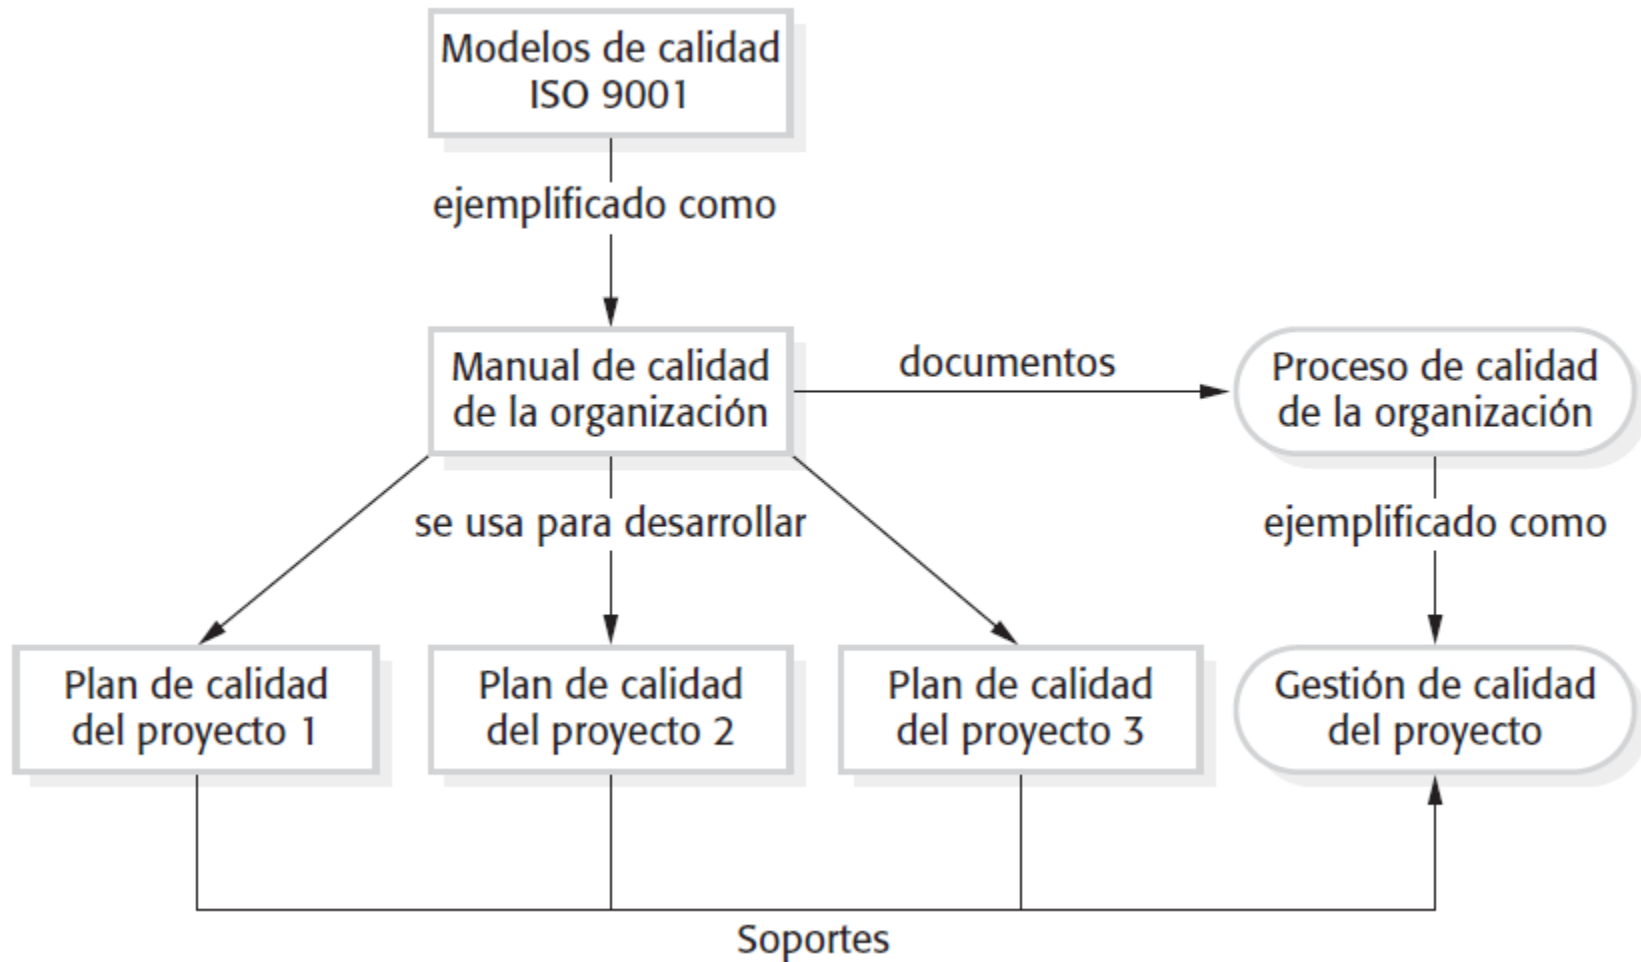 Modelos de calidad
ISO 9001
ejemplificado como
Manual de calidad
de la organización
documentos
Proceso de calidad
de la organización
se usa para desarrollar
ejemplificado como
Plan de calidad
del proyecto 1
Plan de calidad
del proyecto 2
Plan de calidad
del proyecto 3
Gestión de calidad
del proyecto
Soportes